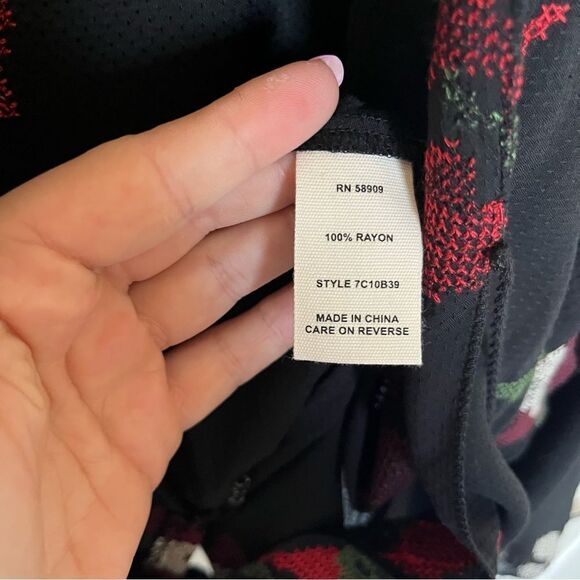 RN 58909
100% RAYON
STYLE 7C10B39
MADE IN CHINA
CARE ON REVERSE